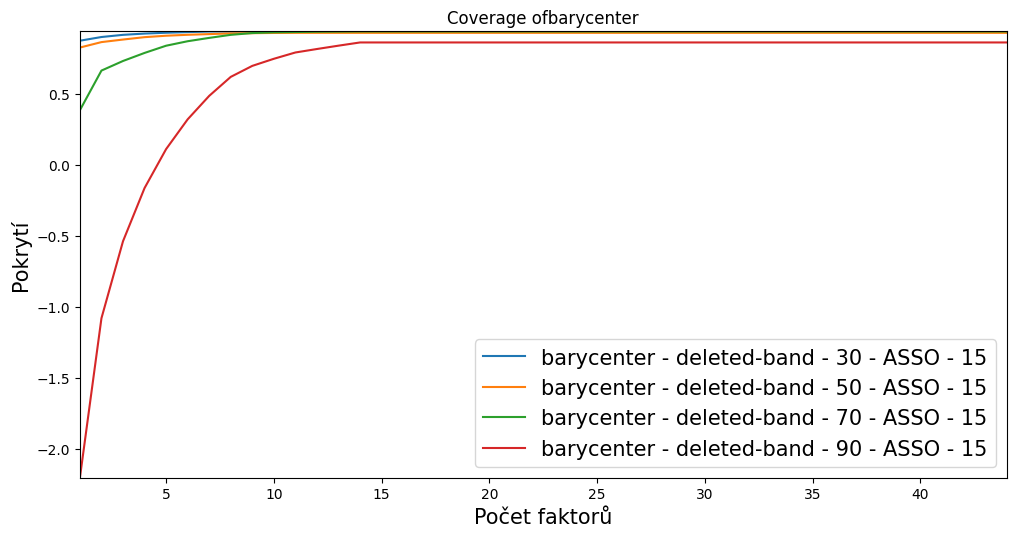 Coverage ofbarycenter
Pokrytí
0.5
0.0
−0.5
−1.0
−1.5
−2.0
barycenter - deleted-band - 30 - ASSO - 15
barycenter - deleted-band - 50 - ASSO - 15
barycenter - deleted-band - 70 - ASSO - 15
barycenter - deleted-band - 90 - ASSO - 15
5 10 15 20 25 30 35 40
Počet faktorů